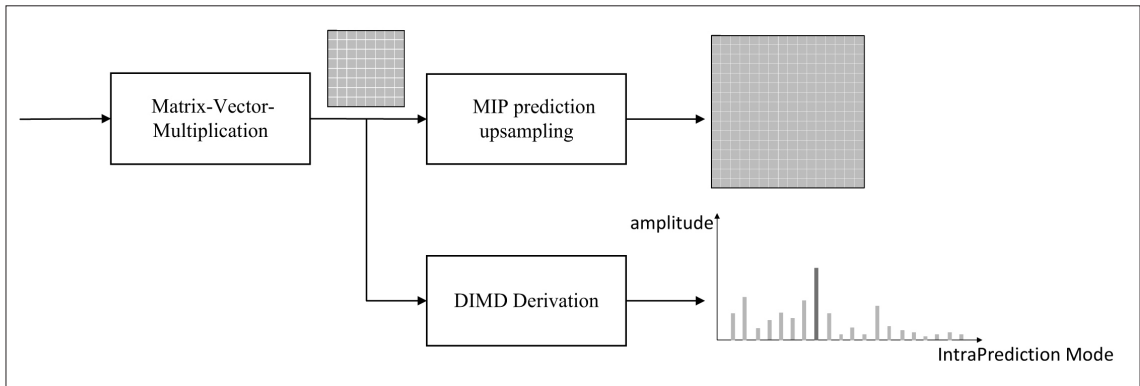 Matrix-Vector-
Multiplication
MIP prediction
upsampling
amplitude
DIMD Derivation
IntraPrediction Mode